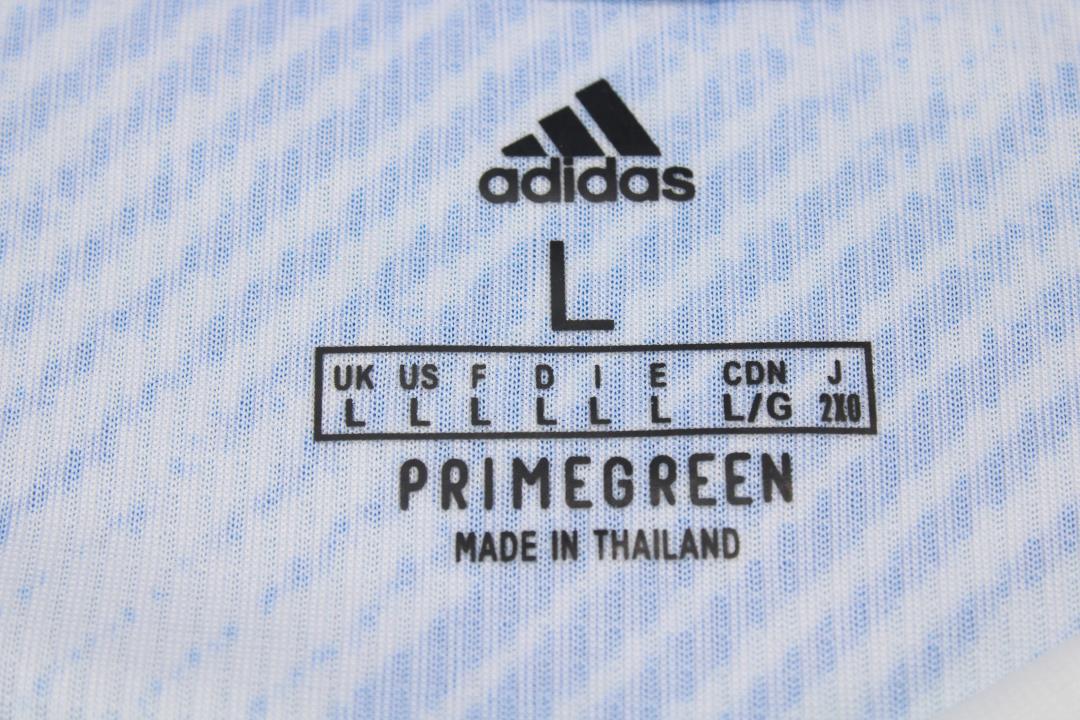 adidas
L
UK US F D I E CDN J
L L L L L L L/G 2XO
PRIMEGREEN
MADE IN THAILAND